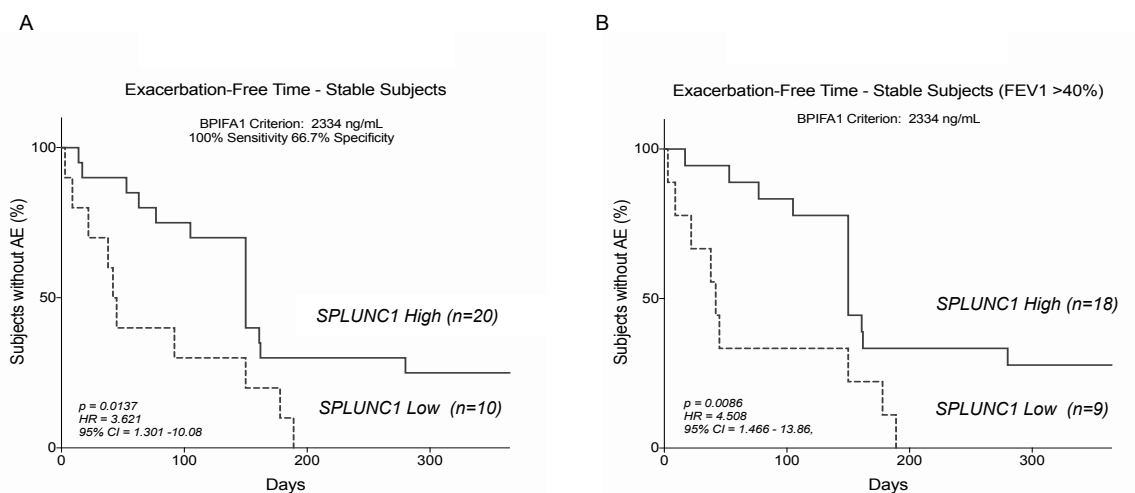 A
Exacerbation-Free Time - Stable Subjects
BPIFA1 Criterion: 2334 ng/mL
100% Sensitivity 66.7% Specificity
100
50
0
Subjects without AE (%)
SPLUNC1 High (n=20)
SPLUNC1 Low (n=10)
p = 0.0137
HR = 3.621
95% CI = 1.301 -10.08
0
100
200
300
Days
B
Exacerbation-Free Time - Stable Subjects (FEV1 >40%)
BPIFA1 Criterion: 2334 ng/mL
100
50
0
Subjects without AE (%)
SPLUNC1 High (n=18)
SPLUNC1 Low (n=9)
p = 0.0086
HR = 4.508
95% CI = 1.466 - 13.86,
0
100
200
300
Days